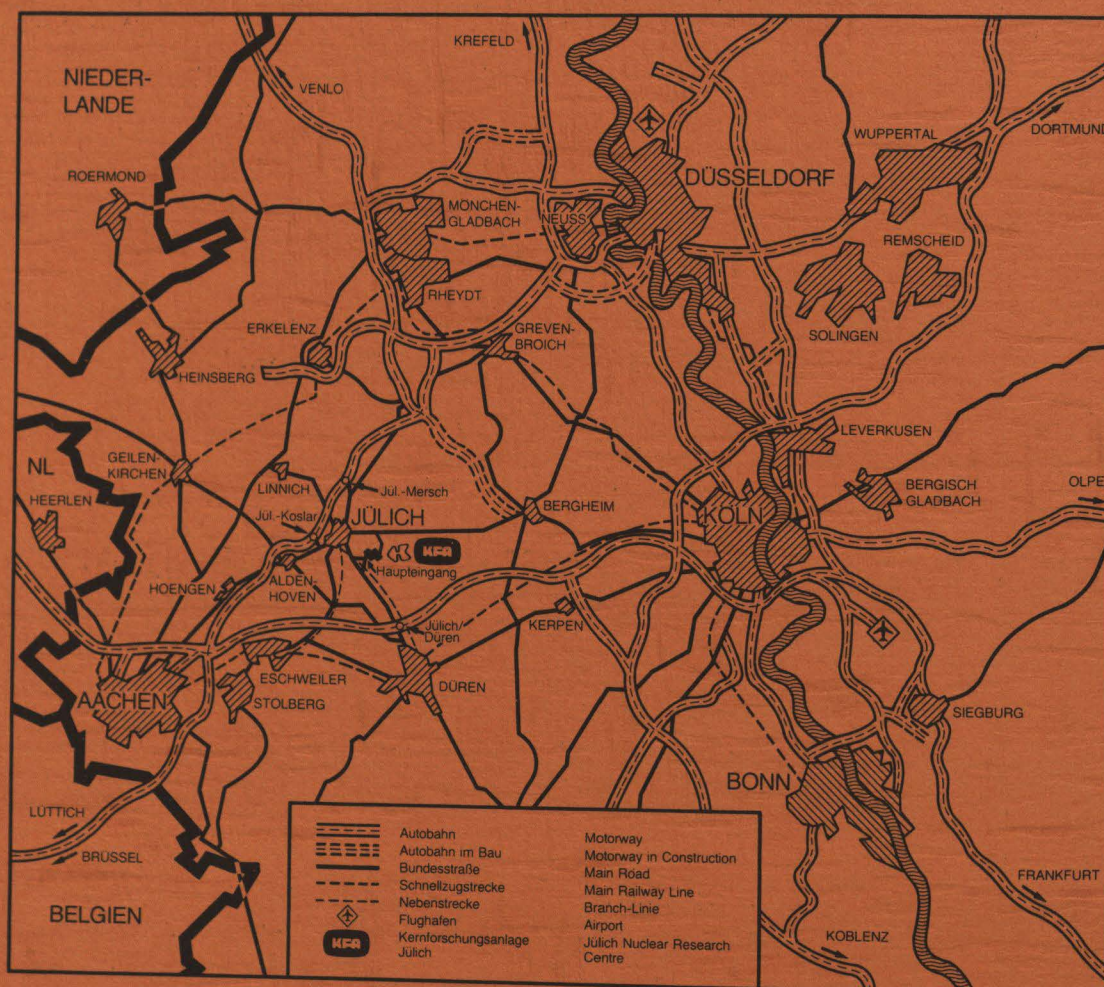 KREFELD
NIEDER-
LANDE
VENLO
WUPPERTAL
DORTMUND
ROERMOND
DÜSSELDORF
MÖNCHEN-
GLADBACH
NEUSS
REMSCHEID
RHEYDT
ERKELENZ
GREVEN-
BROICH
SOLINGEN
HEINSBERG
LEVERKUSEN
NL
GEILEN-
KIRCHEN
HEERLEN
LINNICH
Jül.-Mersch
BERGISCH
GLADBACH
OLPE
Jül.-Koslar
JÜLICH
BERGHEIM
KÖLN
KFA
Haupteingang
HOENGEN
ALDEN-
HOVEN
Jülich/
Düren
KERPEN
ESCHWEILER
DÜREN
AACHEN
STOLBERG
SIEGBURG
BONN
LÜTTICH
BRÜSSEL
BELGIEN
FRANKFURT
KOBLENZ
Autobahn Motorway
Autobahn im Bau Motorway in Construction
Bundesstraße Main Road
Schnellzugstrecke Main Railway Line
Nebenstrecke Branch-Linie
Flughafen Airport
KFA Kernforschungsanlage Jülich Nuclear Research
Jülich Centre